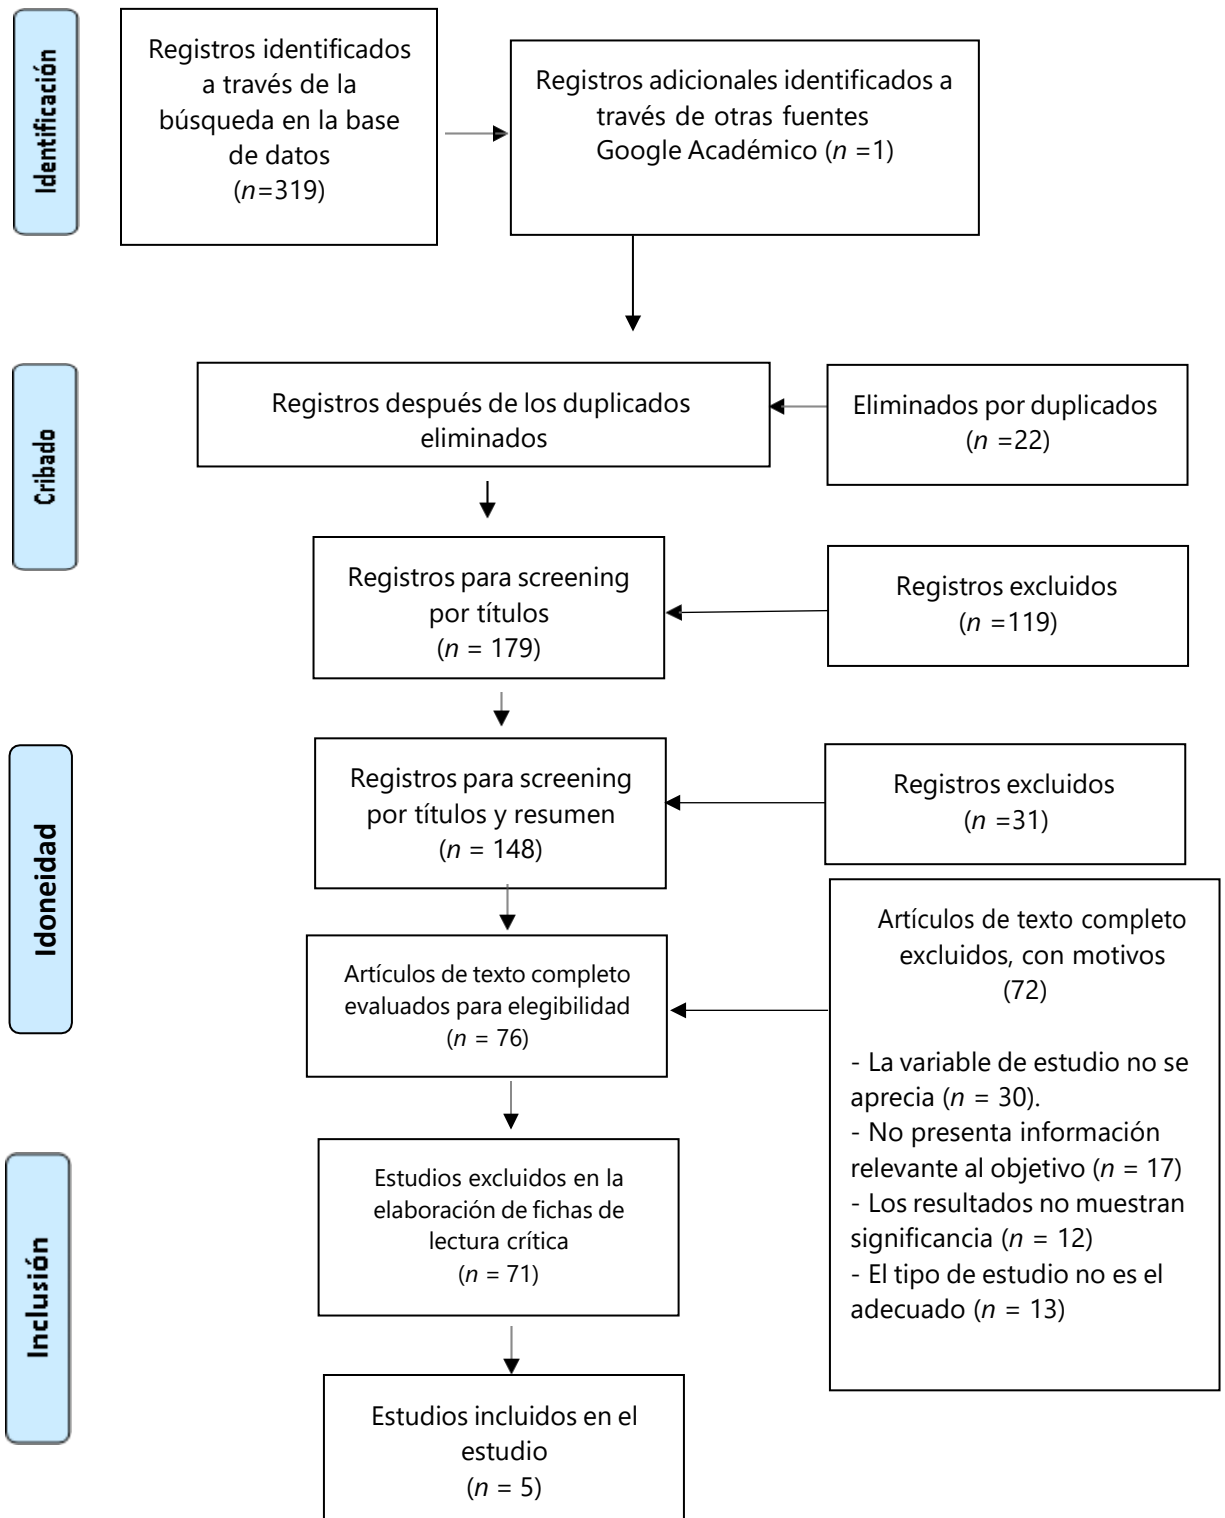 Identificación
Registros identificados
a través de la
búsqueda en la base
de datos
(n=319)
Registros adicionales identificados a
través de otras fuentes
Google Académico (n =1)
Cribado
Registros después de los duplicados
eliminados
Eliminados por duplicados
(n =22)
Registros para screening
por títulos
(n = 179)
Registros excluidos
(n =119)
Idoneidad
Registros para screening
por títulos y resumen
(n = 148)
Registros excluidos
(n =31)
Artículos de texto completo
evaluados para elegibilidad
(n = 76)
Artículos de texto completo
excluidos, con motivos
(72)
- La variable de estudio no se
aprecia (n = 30).
- No presenta información
relevante al objetivo (n = 17)
- Los resultados no muestran
significancia (n = 12)
- El tipo de estudio no es el
adecuado (n = 13)
Inclusión
Estudios excluidos en la
elaboración de fichas de
lectura crítica
(n = 71)
Estudios incluidos en el
estudio
(n = 5)